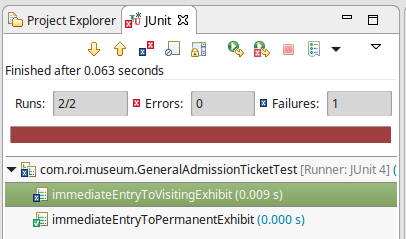 Project Explorer JUnit
Finished after 0.063 seconds
Runs: 2/2 Errors: 0 Failures: 1
com.roi.museum.GeneralAdmissionTicketTest [Runner: JUnit 4] (
immediateEntryToVisitingExhibit (0.009 s)
immediateEntryToPermanentExhibit (0.000 s)